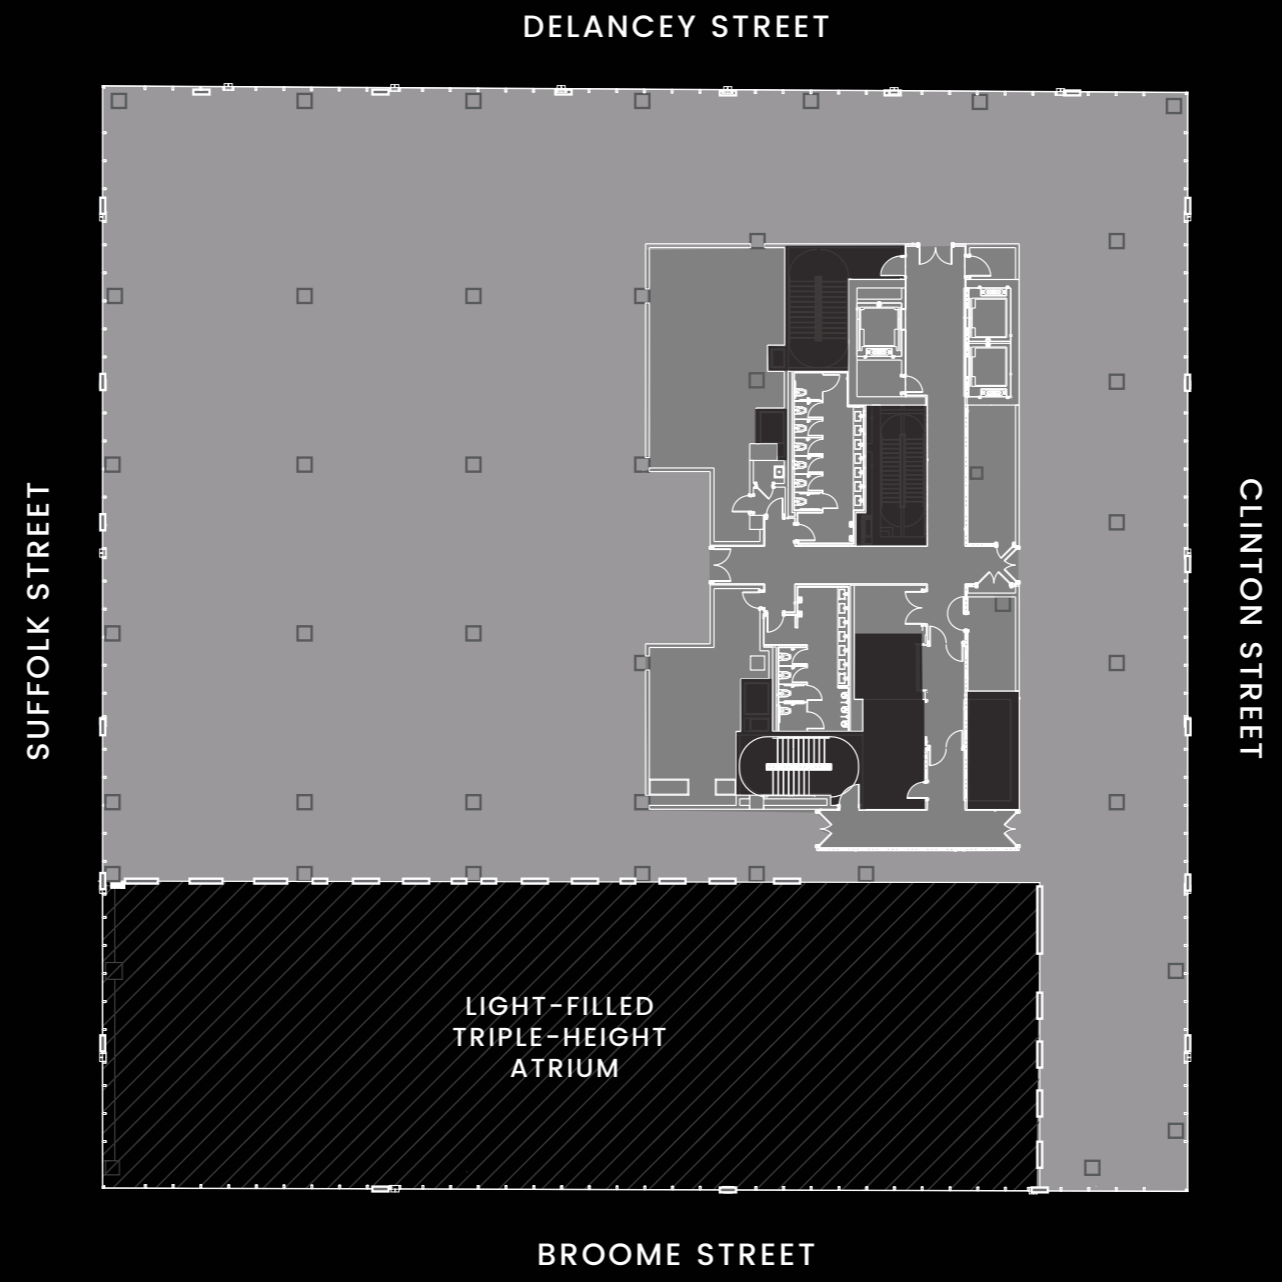 DELANCEY STREET
SUFFOLK STREET
CLINTON STREET
LIGHT-FILLED
TRIPLE-HEIGHT
ATRIUM
BROOME STREET